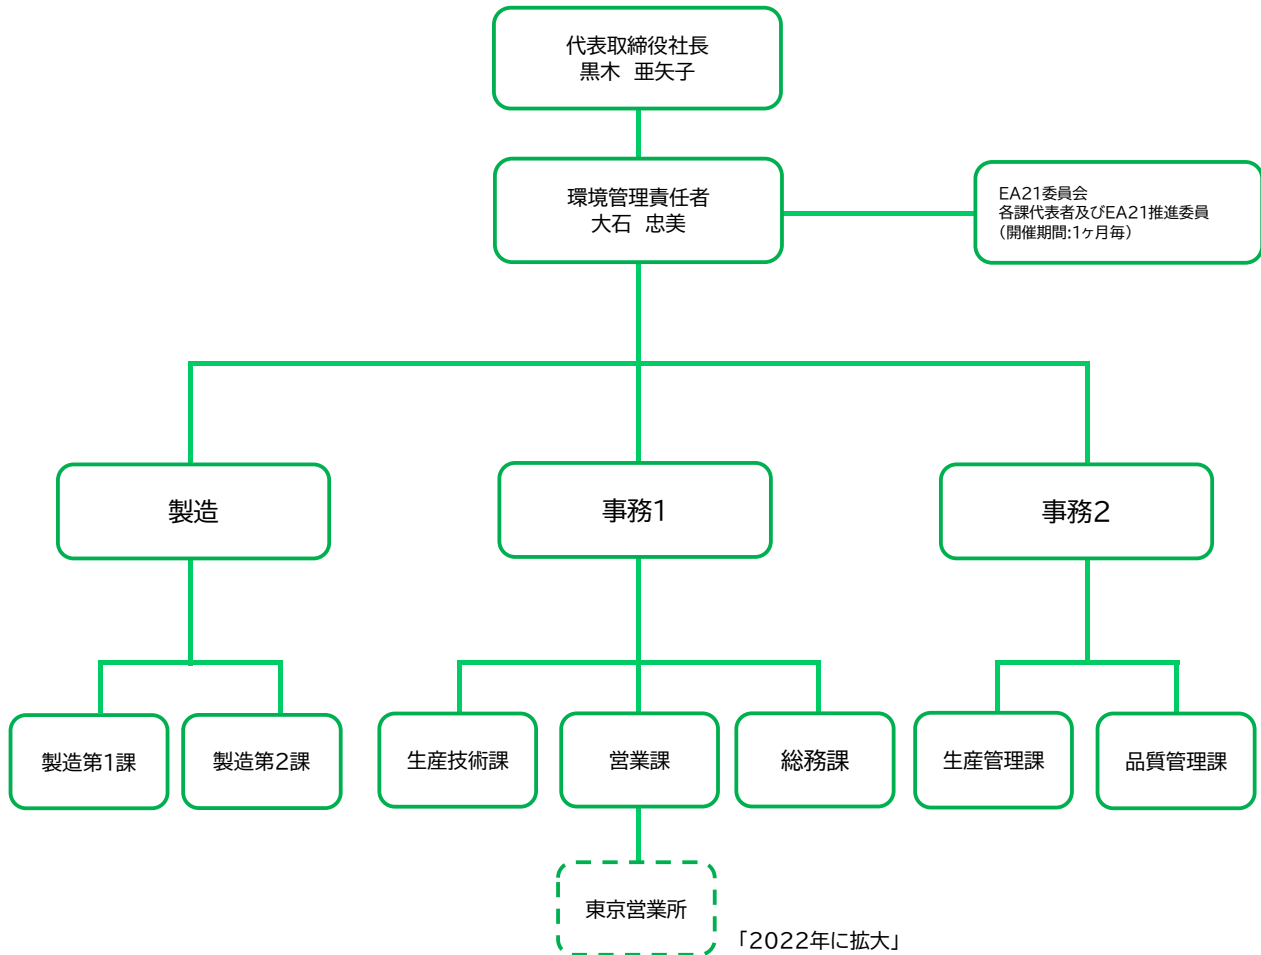 代表取締役社長
黒木　亜矢子
環境管理責任者
大石　忠美
EA21委員会
各課代表者及びEA21推進委員
（開催期間:1ヶ月毎）
製造
事務1
事務2
製造第1課
製造第2課
生産技術課
営業課
総務課
生産管理課
品質管理課
東京営業所
「2022年に拡大」